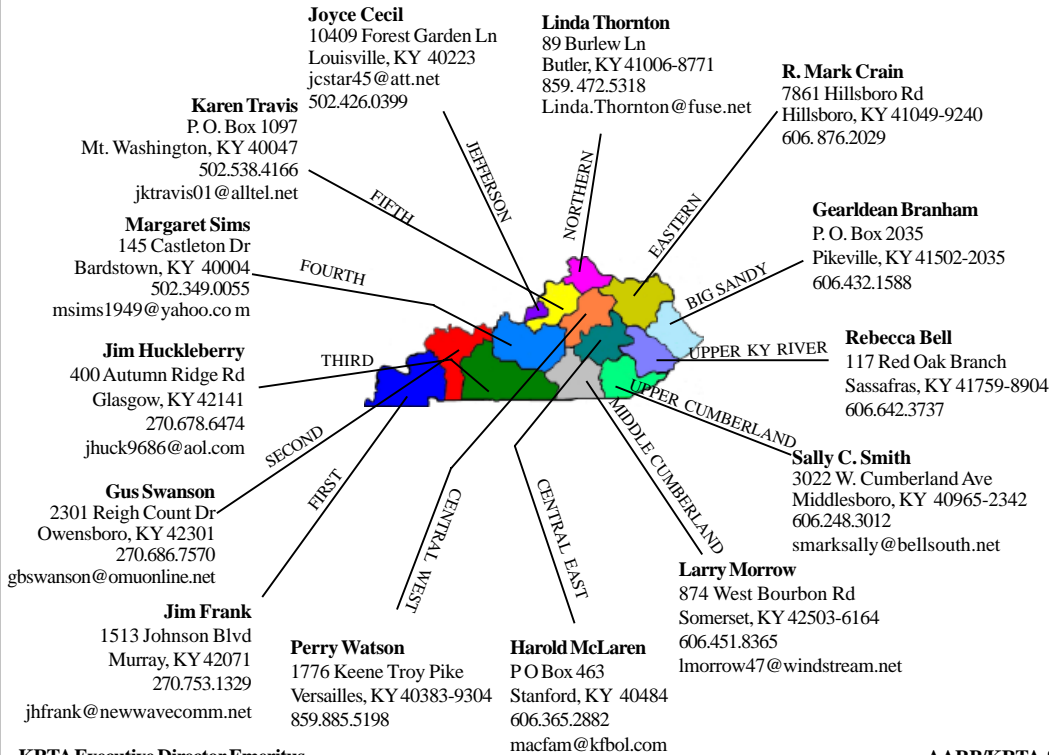 Joyce Cecil
10409 Forest Garden Ln
Louisville, KY 40223
jcstar45@att.net
502.426.0399
Linda Thornton
89 Burlew Ln
Butler, KY 41006-8771
859. 472.5318
Linda.Thornton@fuse.net
R. Mark Crain
7861 Hillsboro Rd
Hillsboro, KY 41049-9240
606. 876.2029
Karen Travis
P. O. Box 1097
Mt. Washington, KY 40047
502.538.4166
jktravis01@alltel.net
JEFFERSON
NORTHERN
EASTERN
FIFTH
Margaret Sims
145 Castleton Dr
Bardstown, KY 40004
502.349.0055
msims1949@yahoo.co m
FOURTH
Gearldean Branham
P. O. Box 2035
Pikeville, KY 41502-2035
606.432.1588
BIG SANDY
Jim Huckleberry
400 Autumn Ridge Rd
Glasgow, KY 42141
270.678.6474
jhuck9686@aol.com
THIRD
UPPER KY RIVER
Rebecca Bell
117 Red Oak Branch
Sassafras, KY 41759-8904
606.642.3737
UPPER CUMBERLAND
MIDDLE CUMBERLAND
SECOND
FIRST
CENTRAL WEST
CENTRAL EAST
Sally C. Smith
3022 W. Cumberland Ave
Middlesboro, KY 40965-2342
606.248.3012
smarksally@bellsouth.net
Gus Swanson
2301 Reigh Count Dr
Owensboro, KY 42301
270.686.7570
gbswanson@omuonline.net
Larry Morrow
874 West Bourbon Rd
Somerset, KY 42503-6164
606.451.8365
lmorrow47@windstream.net
Jim Frank
1513 Johnson Blvd
Murray, KY 42071
270.753.1329
jhfrank@newwavecomm.net
Perry Watson
1776 Keene Troy Pike
Versailles, KY 40383-9304
859.885.5198
Harold McLaren
P O Box 463
Stanford, KY 40484
606.365.2882
macfam@kfbol.com
KRTA Executive Director Emeritus
AARP/KRTA